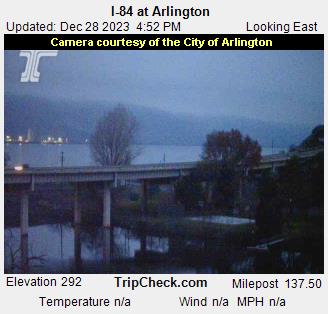 I-84 at Arlington
Updated: Dec 28 2023 4:52 PM Looking East
Camera courtesy of the City of Arlington
Elevation 292 TripCheck.com Milepost 137.50
Temperature n/a Wind n/a MPH n/a